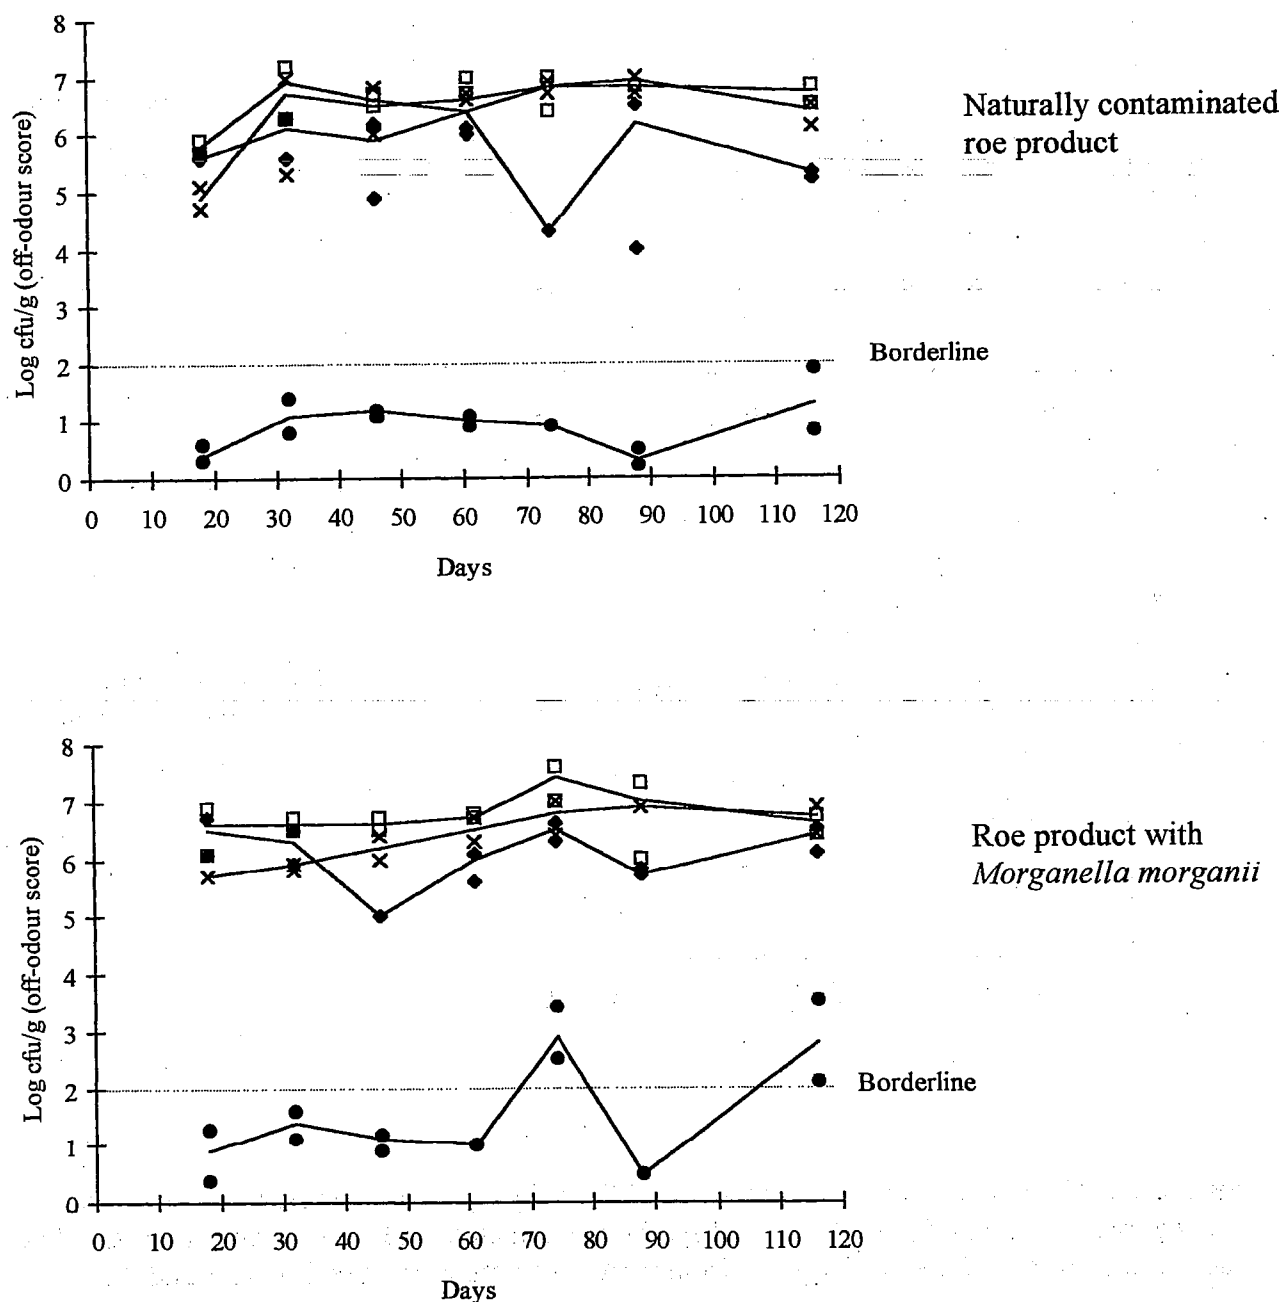 8
7
6
5
4
3
2
1
0
Log cfu/g (off-odour score)
Naturally contaminated
roe product
Borderline
0 10 20 30 40 50 60 70 80 90 100 110 120
Days
8
7
6
5
4
3
2
1
0
Log cfu/g (off-odour score)
Roe product with
Morganella morganii
Borderline
0 10 20 30 40 50 60 70 80 90 100 110 120
Days